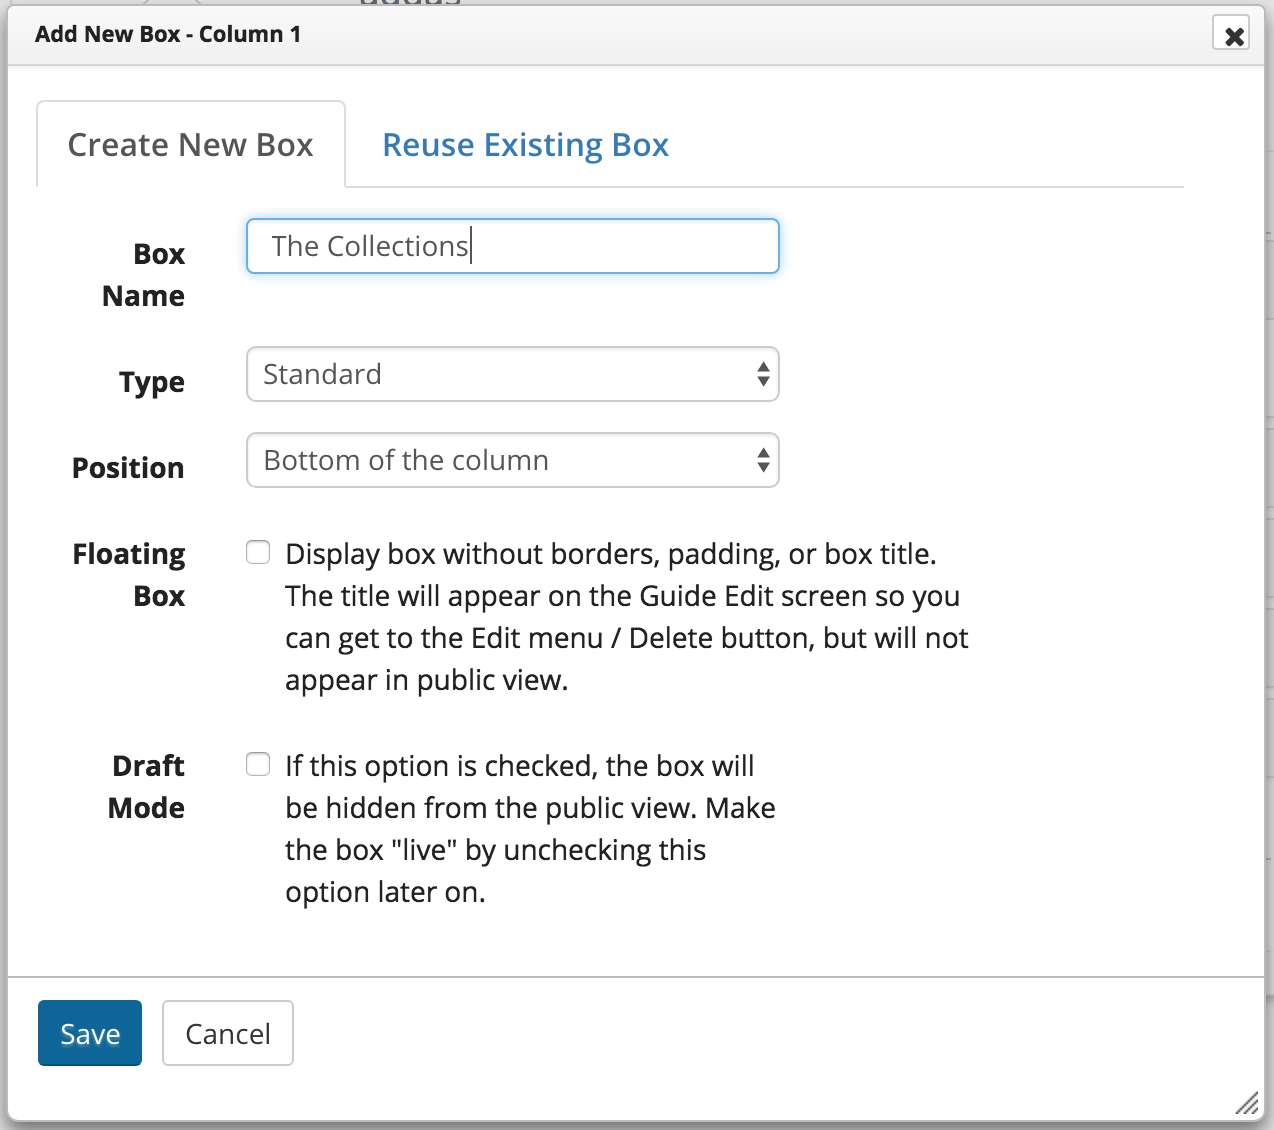 Add New Box - Column 1
Create New Box
Reuse Existing Box
Box
Name
The Collections
Type
Standard
Position
Bottom of the column
Floating
Box
Display box without borders, padding, or box title.
The title will appear on the Guide Edit screen so you
can get to the Edit menu / Delete button, but will not
appear in public view.
Draft
Mode
If this option is checked, the box will
be hidden from the public view. Make
the box "live" by unchecking this
option later on.
Save
Cancel